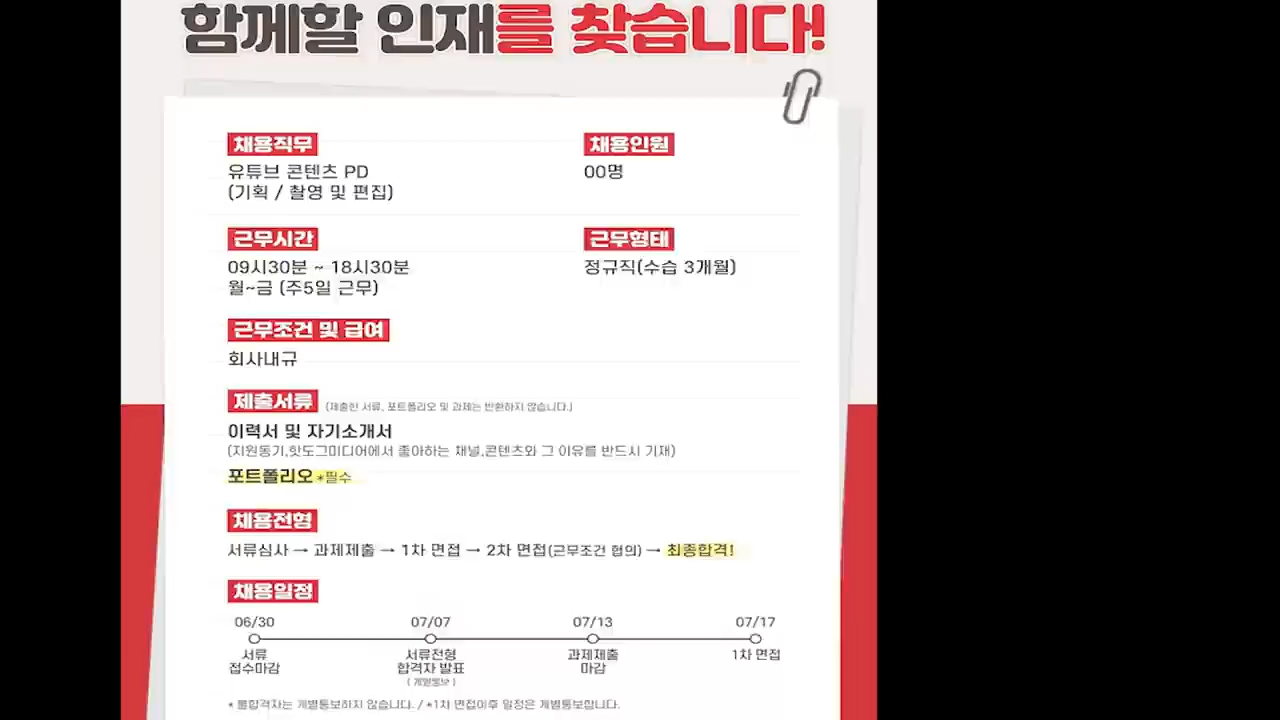 함께할 인재를 찾습니다!
채용직무
유튜브 콘텐츠 PD
(기획 / 촬영 및 편집)
채용인원
00명
근무시간
09시30분 ~ 18시30분
월~금 (주5일 근무)
근무형태
정규직(수습 3개월)
근무조건 및 급여
회사내규
제출서류 (제출한 서류, 포트폴리오 및 과제는 반환하지 않습니다.)
이력서 및 자기소개서
(지원동기,핫도그미디어에서 좋아하는 채널,콘텐츠와 그 이유를 반드시 기재)
포트폴리오 *필수
채용전형
서류심사 → 과제제출 → 1차 면접 → 2차 면접(근무조건 협의) → 최종합격!
채용일정
06/30 07/07 07/13 07/17
서류 서류전형 과제제출 1차 면접
접수마감 합격자 발표 마감
( 개별통보 )
* 불합격자는 개별통보하지 않습니다. / *1차 면접이후 일정은 개별통보합니다.